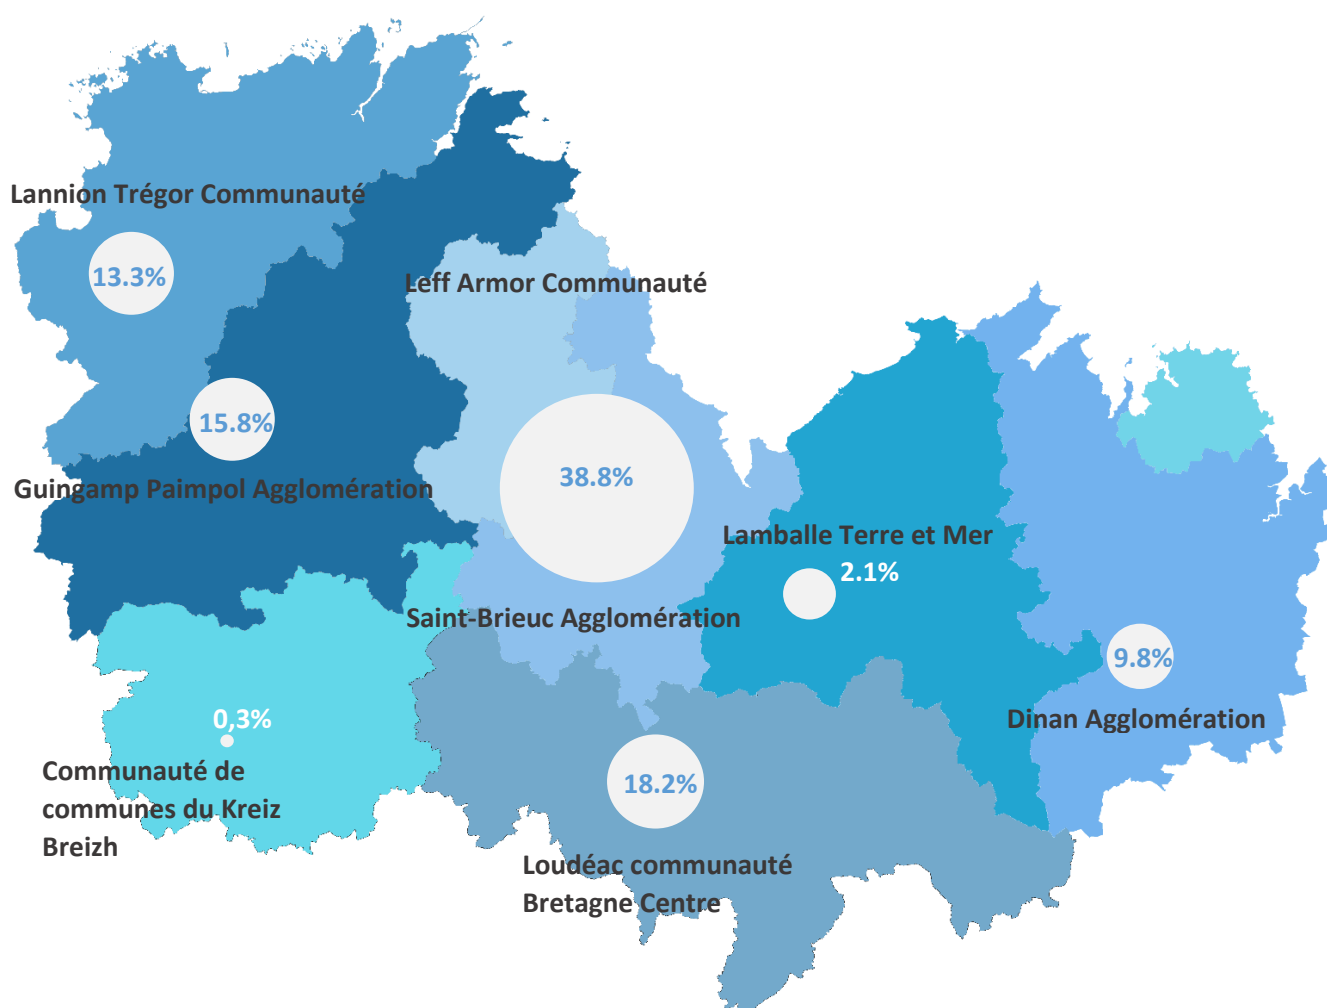 Lannion Trégor Communauté
13.3%
Leff Armor Communauté
15.8%
Guingamp Paimpol Agglomération
38.8%
Lamballe Terre et Mer
2.1%
Saint-Brieuc Agglomération
9.8%
Dinan Agglomération
0,3%
Communauté de
communes du Kreiz
Breizh
18.2%
Loudéac communauté
Bretagne Centre